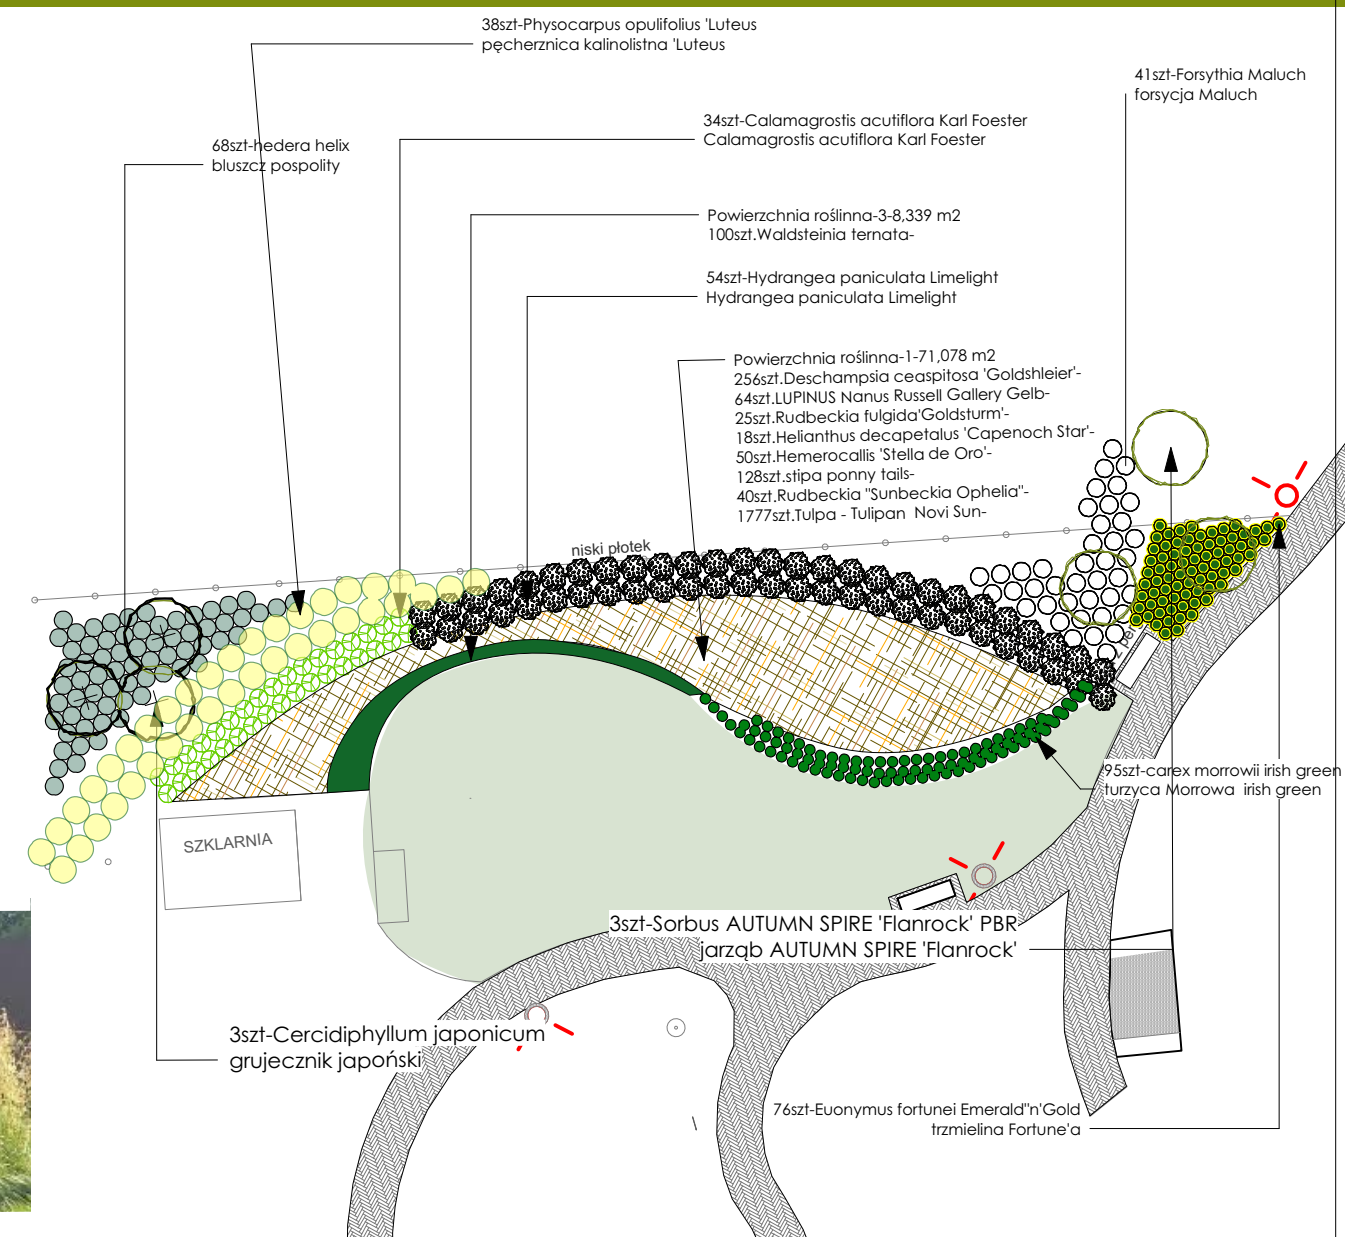 38szt-Physocarpus opulifolius 'Luteus
pęcherznica kalinolistna 'Luteus
41szt-Forsythia Maluch
forsycja Maluch
34szt-Calamagrostis acutiflora Karl Foester
Calamagrostis acutiflora Karl Foester
68szt-hedera helix
bluszcz pospolity
Powierzchnia roślinna-3-8,339 m2
100szt.Waldsteinia ternata-
54szt-Hydrangea paniculata Limelight
Hydrangea paniculata Limelight
Powierzchnia roślinna-1-71,078 m2
256szt.Deschampsia ceaspitosa 'Goldshleier'-
64szt.LUPINUS Nanus Russell Gallery Gelb-
25szt.Rudbeckia fulgida'Goldsturm'-
18szt.Helianthus decapetalus 'Capenoch Star'-
50szt.Hemerocallis 'Stella de Oro'-
128szt.stipa ponny tails-
40szt.Rudbeckia "Sunbeckia Ophelia"-
1777szt.Tulpa - Tulipan  Novi Sun-
niski płotek
95szt-carex morrowii irish green
turzyca Morrowa  irish green
SZKLARNIA
3szt-Sorbus AUTUMN SPIRE 'Flanrock' PBR
jarząb AUTUMN SPIRE 'Flanrock'
3szt-Cercidiphyllum japonicum
grujecznik japoński
76szt-Euonymus fortunei Emerald"n'Gold
trzmielina Fortune'a